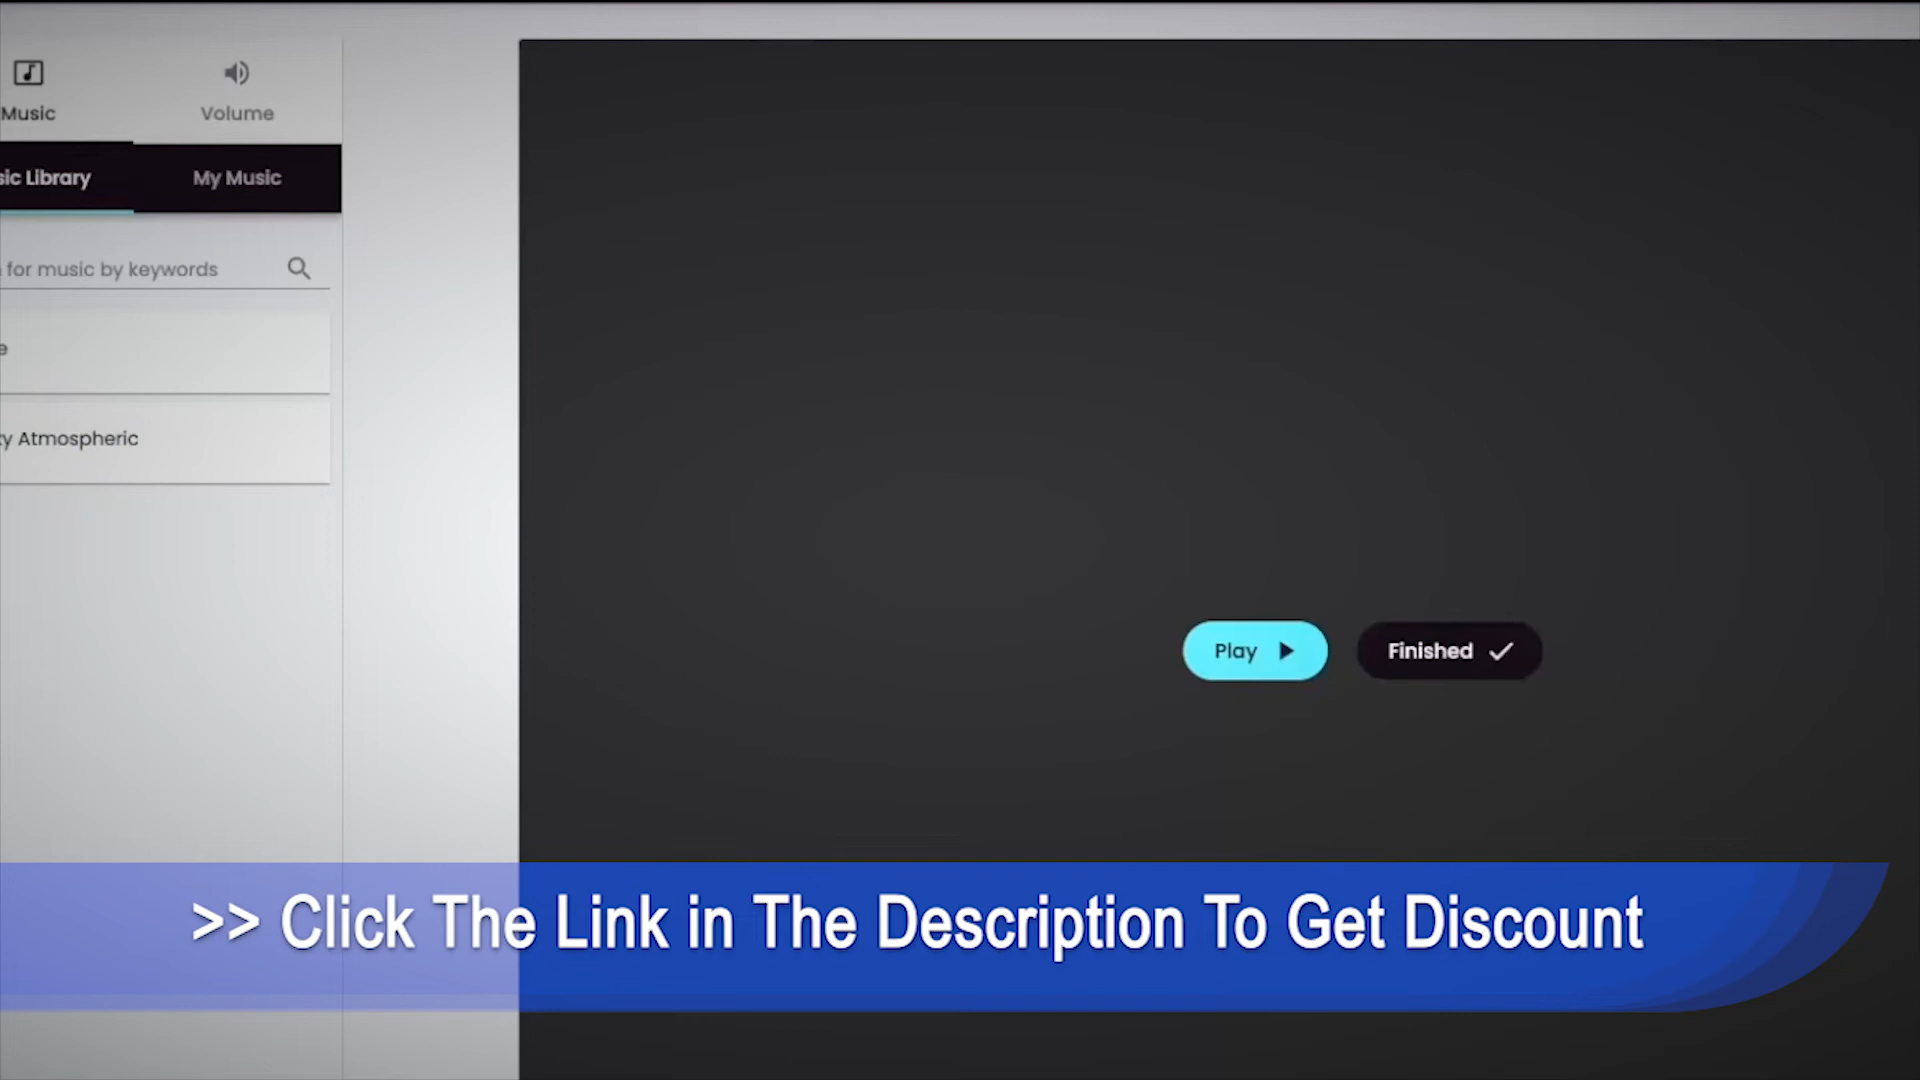 Music
Volume
sic Library
My Music
for music by keywords
e
y Atmospheric
Play
Finished
>> Click The Link in The Description To Get Discount